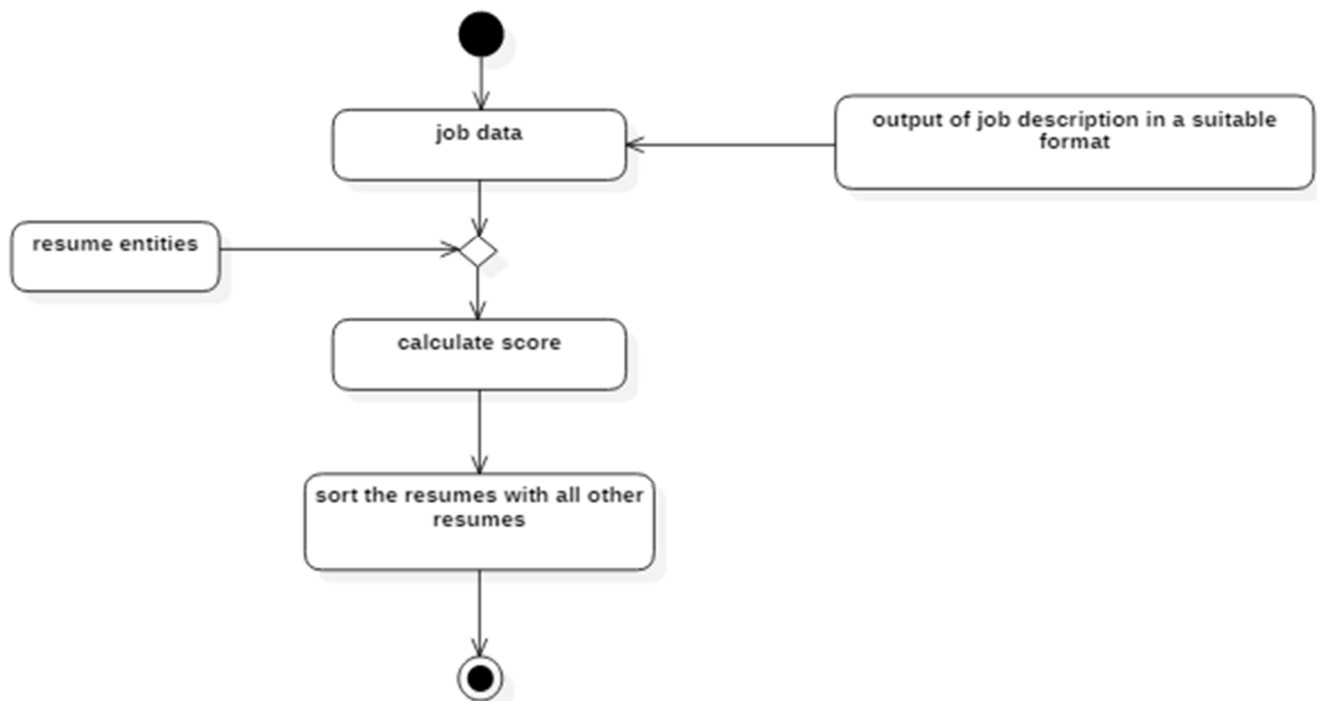 job data
output of job description in a suitable
format
resume entities
calculate score
sort the resumes with all other
resumes